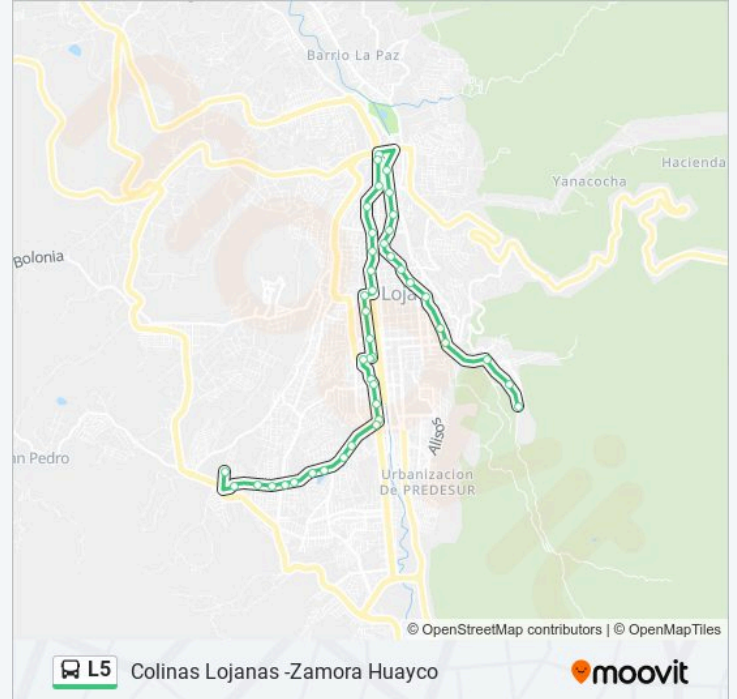 Barrio La Paz
Hacienda
Yanacocha
Bolonia
Loja
Alisos
n Pedro
Urbanizacion
De PREDESUR
© OpenStreetMap contributors | © OpenMapTiles
L5 Colinas Lojanas -Zamora Huayco
moovit